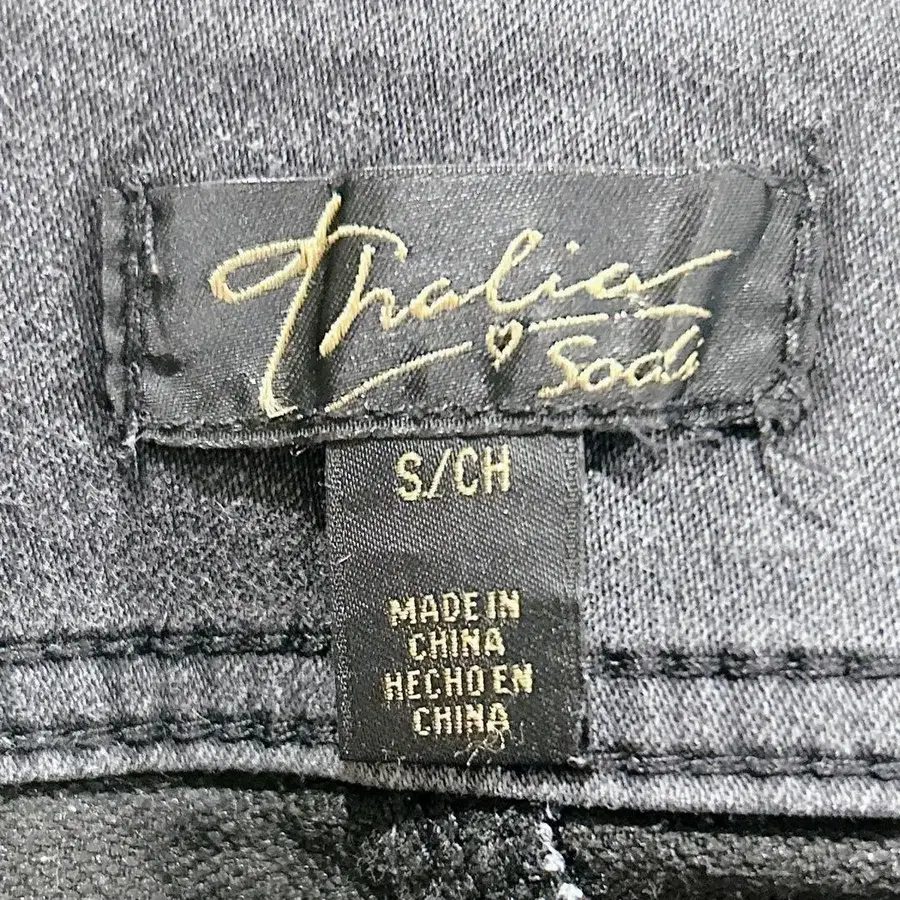 Thalia
Sodi
S/CH
MADE IN
CHINA
HECHO EN
CHINA